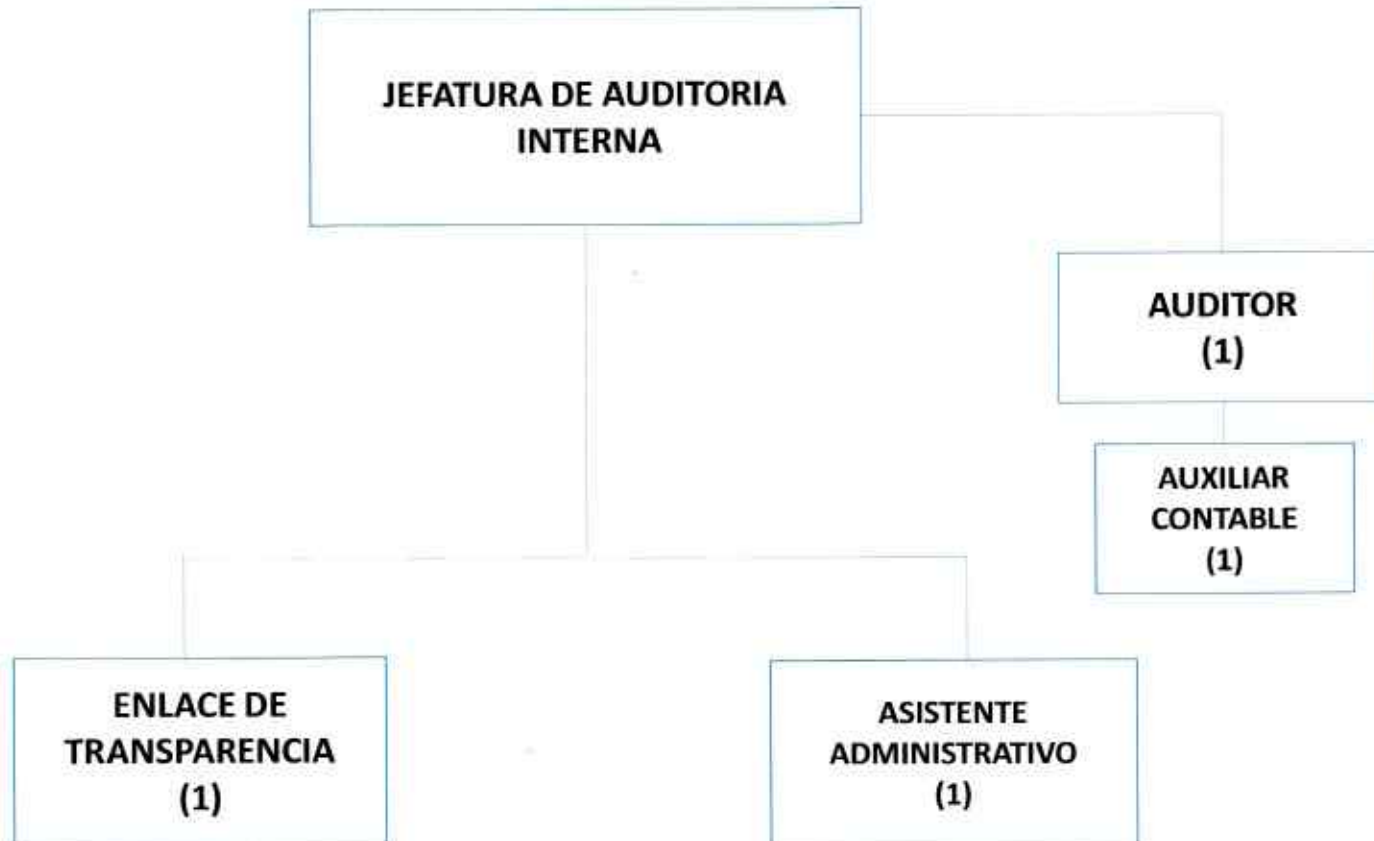 JEFATURA DE AUDITORIA
INTERNA
AUDITOR
(1)
AUXILIAR
CONTABLE
(1)
ENLACE DE
TRANSPARENCIA
(1)
ASISTENTE
ADMINISTRATIVO
(1)